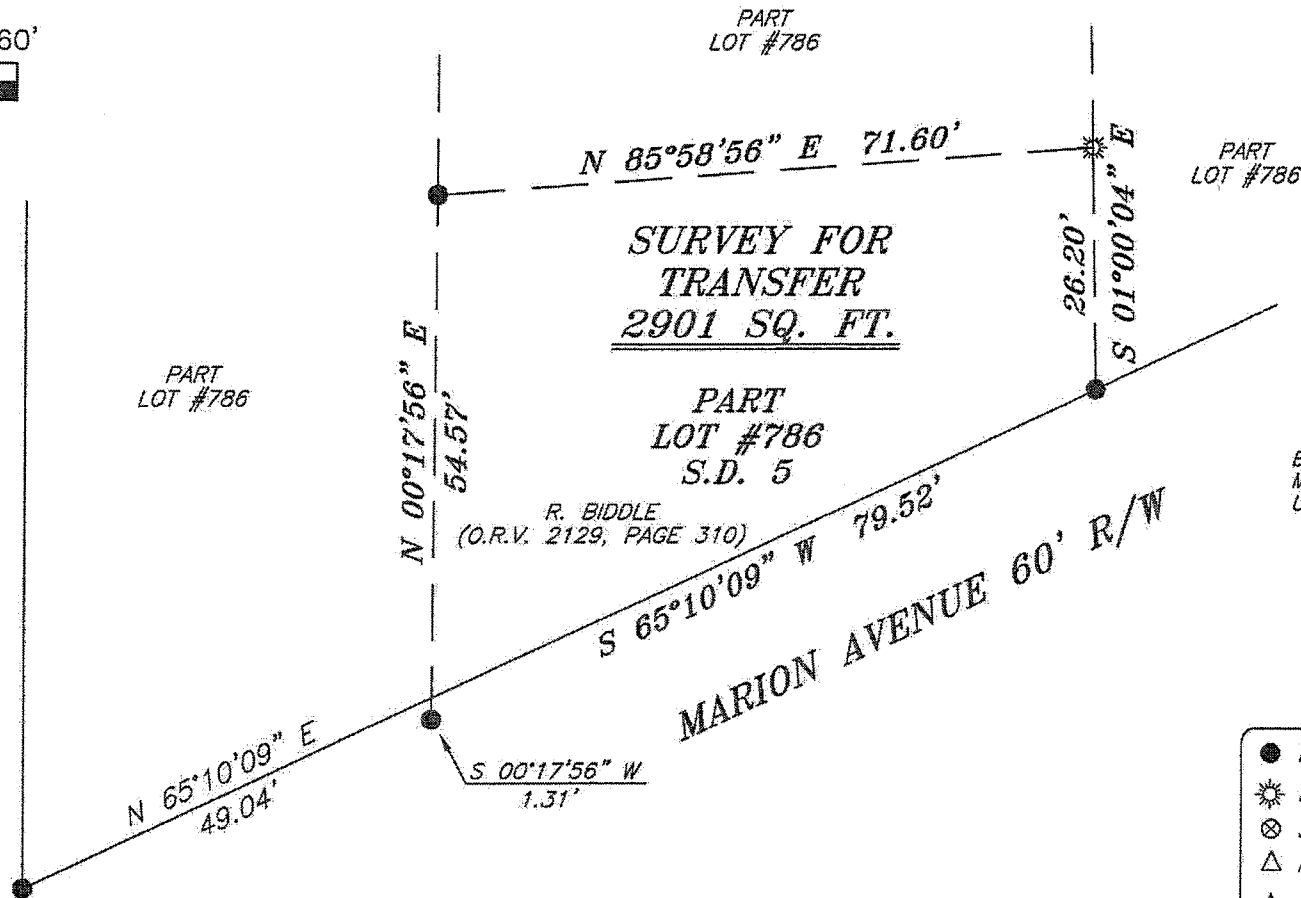 60'
PART
LOT #786
N 85°58'56" E 71.60'
S 01°00'04" E
26.20'
PART
LOT #786
SURVEY FOR
TRANSFER
2901 SQ. FT.
N 00°17'56" E
54.57'
PART
LOT #786
PART
LOT #786
S.D. 5
R. BIDDLE
(O.R.V. 2129, PAGE 310)
S 65°10'09" W 79.52'
MARION AVENUE 60' R/W
N 65°10'09" E
49.04'
S 00°17'56" W
1.31'